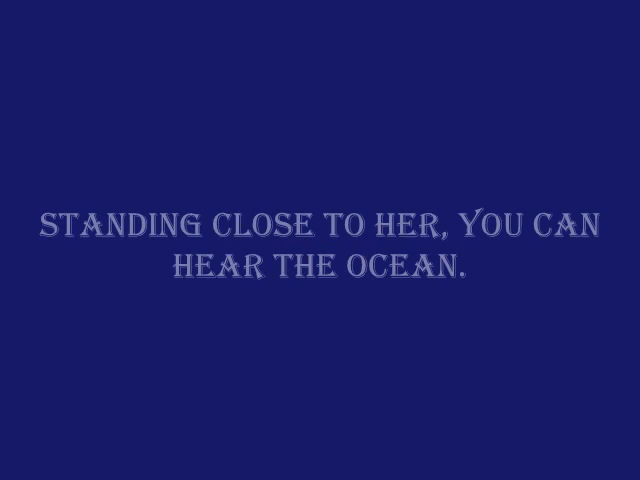 STANDING CLOSE TO HER, YOU CAN
HEAR THE OCEAN.